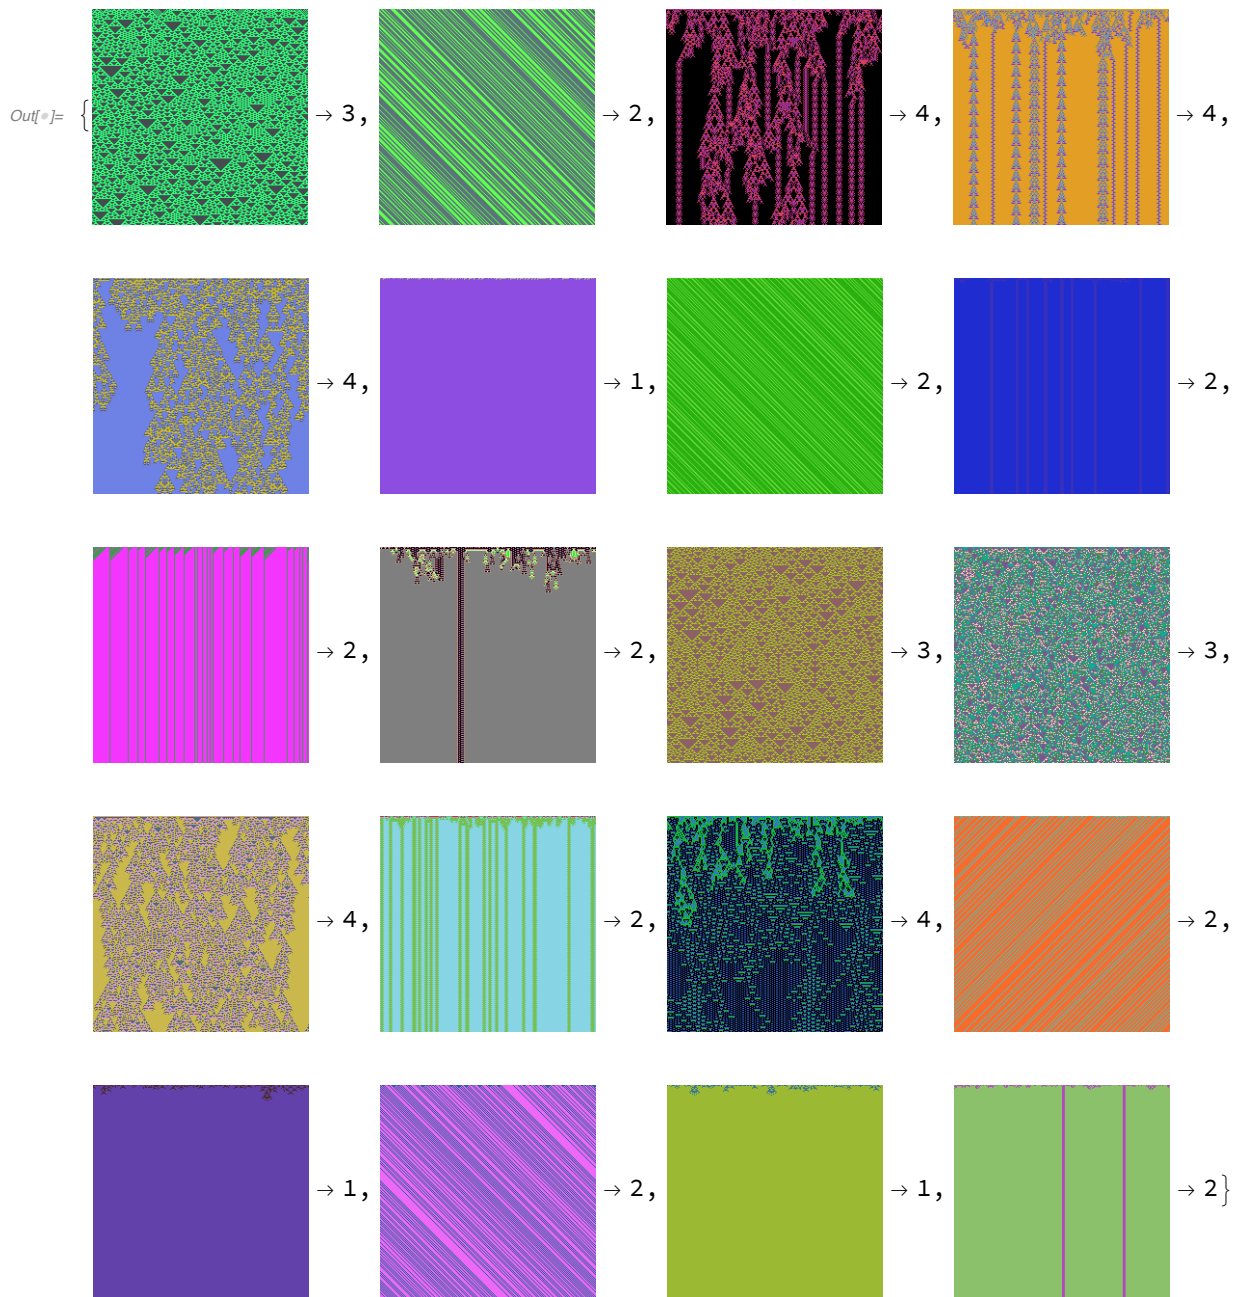 Out[•]= { → 3, → 2, → 4, → 4,
→ 4, → 1, → 2, → 2,
→ 2, → 2, → 3, → 3,
→ 4, → 2, → 4, → 2,
→ 1, → 2, → 1, → 2}